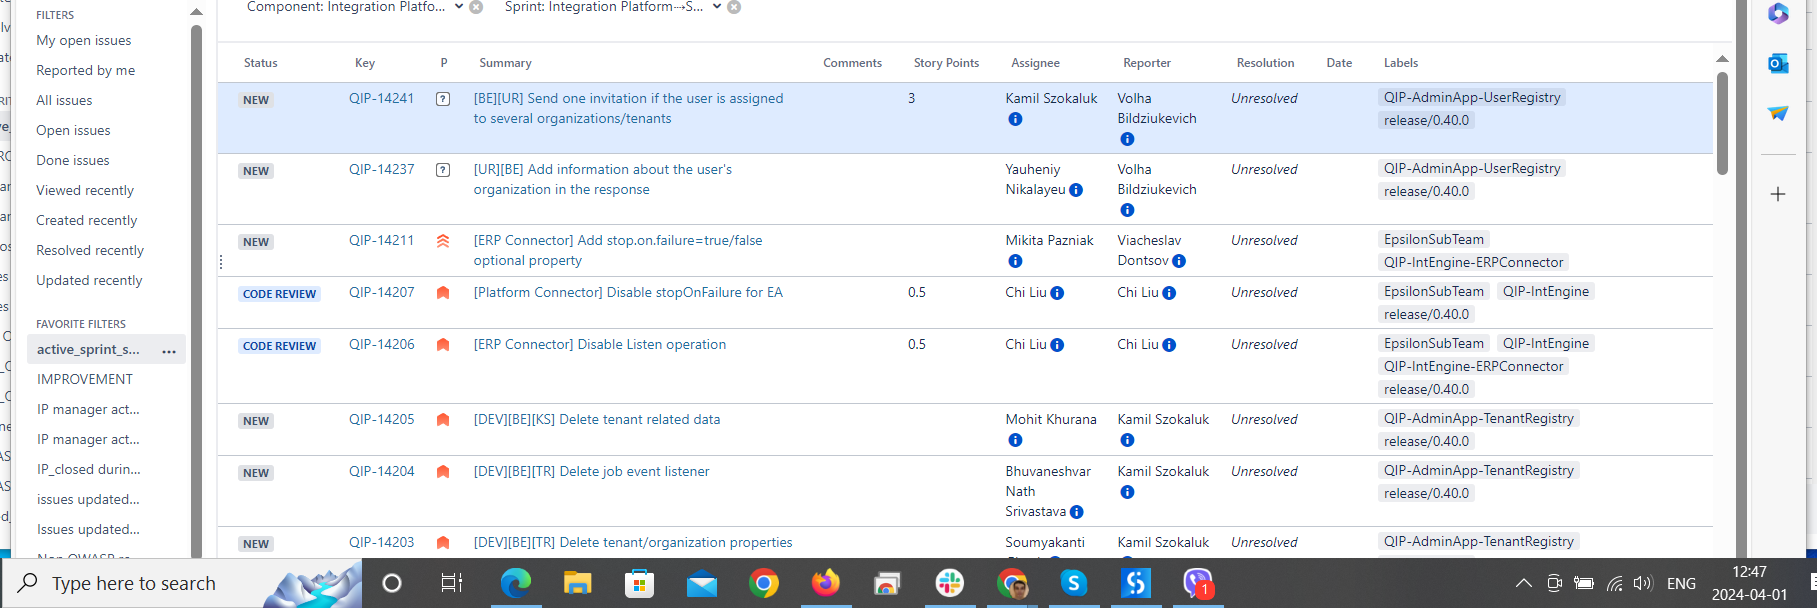 FILTERS
My open issues
Reported by me
All issues
Open issues
Done issues
Viewed recently
Created recently
Resolved recently
Updated recently
FAVORITE FILTERS
active_sprint_s... ...
IMPROVEMENT
IP manager act...
IP manager act...
IP_closed durin...
issues updated...
Issues updated...
Component: Integration Platfo...
Sprint: Integration Platform⇢S...
Status Key P Summary Comments Story Points Assignee Reporter Resolution Date Labels
NEW QIP-14241 ? [BE][UR] Send one invitation if the user is assigned 3 Kamil Szokaluk Volha Unresolved QIP-AdminApp-UserRegistry
to several organizations/tenants Bildziukevich release/0.40.0
NEW QIP-14237 ? [UR][BE] Add information about the user's Yauheniy Volha Unresolved QIP-AdminApp-UserRegistry
organization in the response Nikalayeu Bildziukevich release/0.40.0
NEW QIP-14211 [ERP Connector] Add stop.on.failure=true/false Mikita Pazniak Viacheslav Unresolved EpsilonSubTeam
optional property Dontsov QIP-IntEngine-ERPConnector
CODE REVIEW QIP-14207 [Platform Connector] Disable stopOnFailure for EA 0.5 Chi Liu Chi Liu Unresolved EpsilonSubTeam QIP-IntEngine
release/0.40.0
CODE REVIEW QIP-14206 [ERP Connector] Disable Listen operation 0.5 Chi Liu Chi Liu Unresolved EpsilonSubTeam QIP-IntEngine
QIP-IntEngine-ERPConnector
release/0.40.0
NEW QIP-14205 [DEV][BE][KS] Delete tenant related data Mohit Khurana Kamil Szokaluk Unresolved QIP-AdminApp-TenantRegistry
release/0.40.0
NEW QIP-14204 [DEV][BE][TR] Delete job event listener Bhuvaneshvar Kamil Szokaluk Unresolved QIP-AdminApp-TenantRegistry
Nath release/0.40.0
Srivastava
NEW QIP-14203 [DEV][BE][TR] Delete tenant/organization properties Soumyakanti Kamil Szokaluk Unresolved QIP-AdminApp-TenantRegistry
Type here to search
1
ENG
12:47
2024-04-01